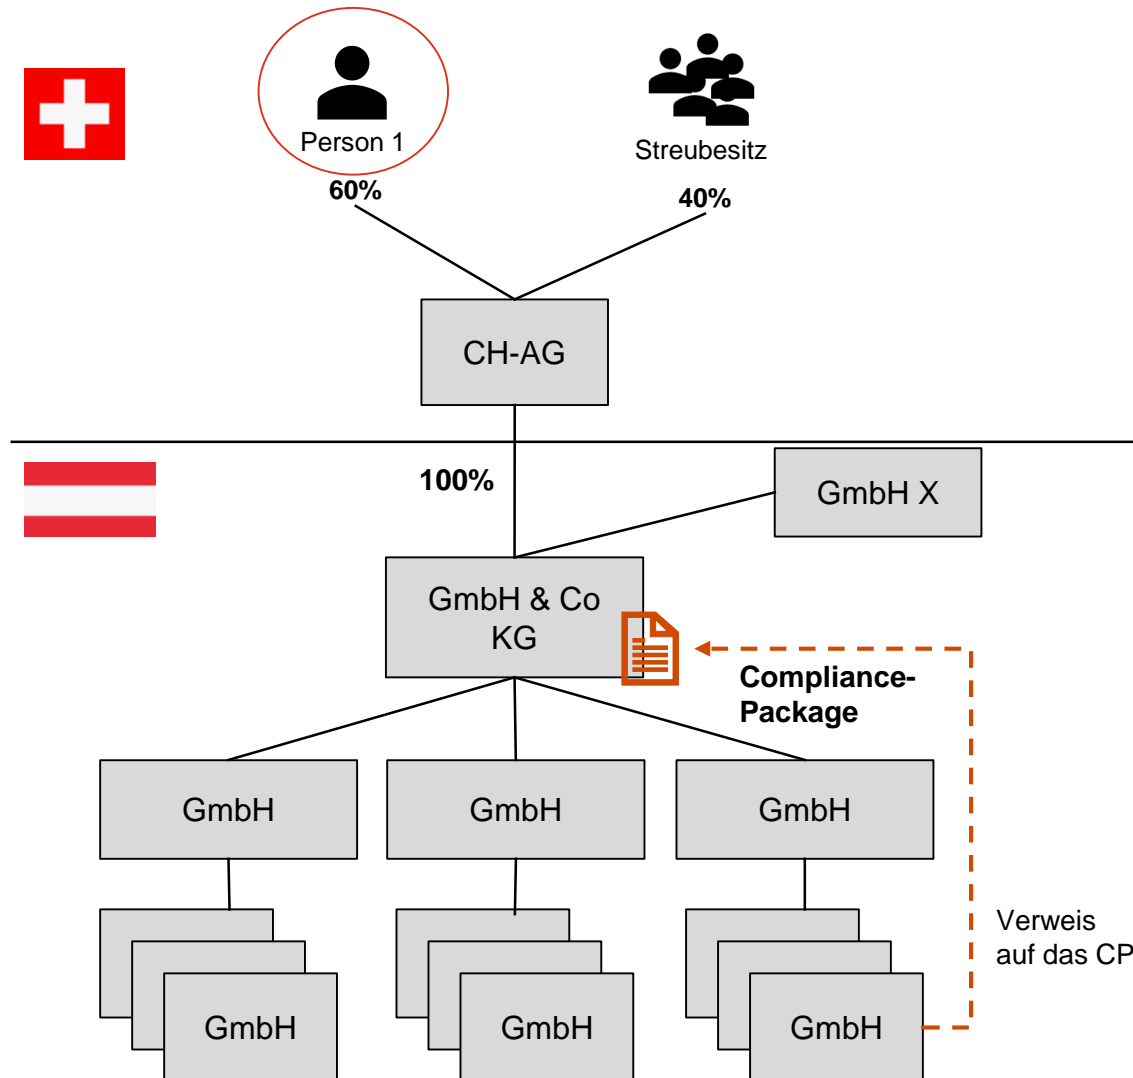 Person 1
Streubesitz
60%
40%
CH-AG
100%
GmbH X
GmbH & Co
KG
Compliance-
Package
GmbH
GmbH
GmbH
Verweis
auf das CP
GmbH
GmbH
GmbH